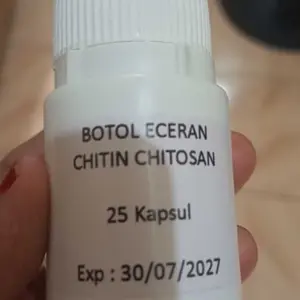 BOTOL ECERAN
CHITIN CHITOSAN
25 Kapsul
Exp : 30/07/2027